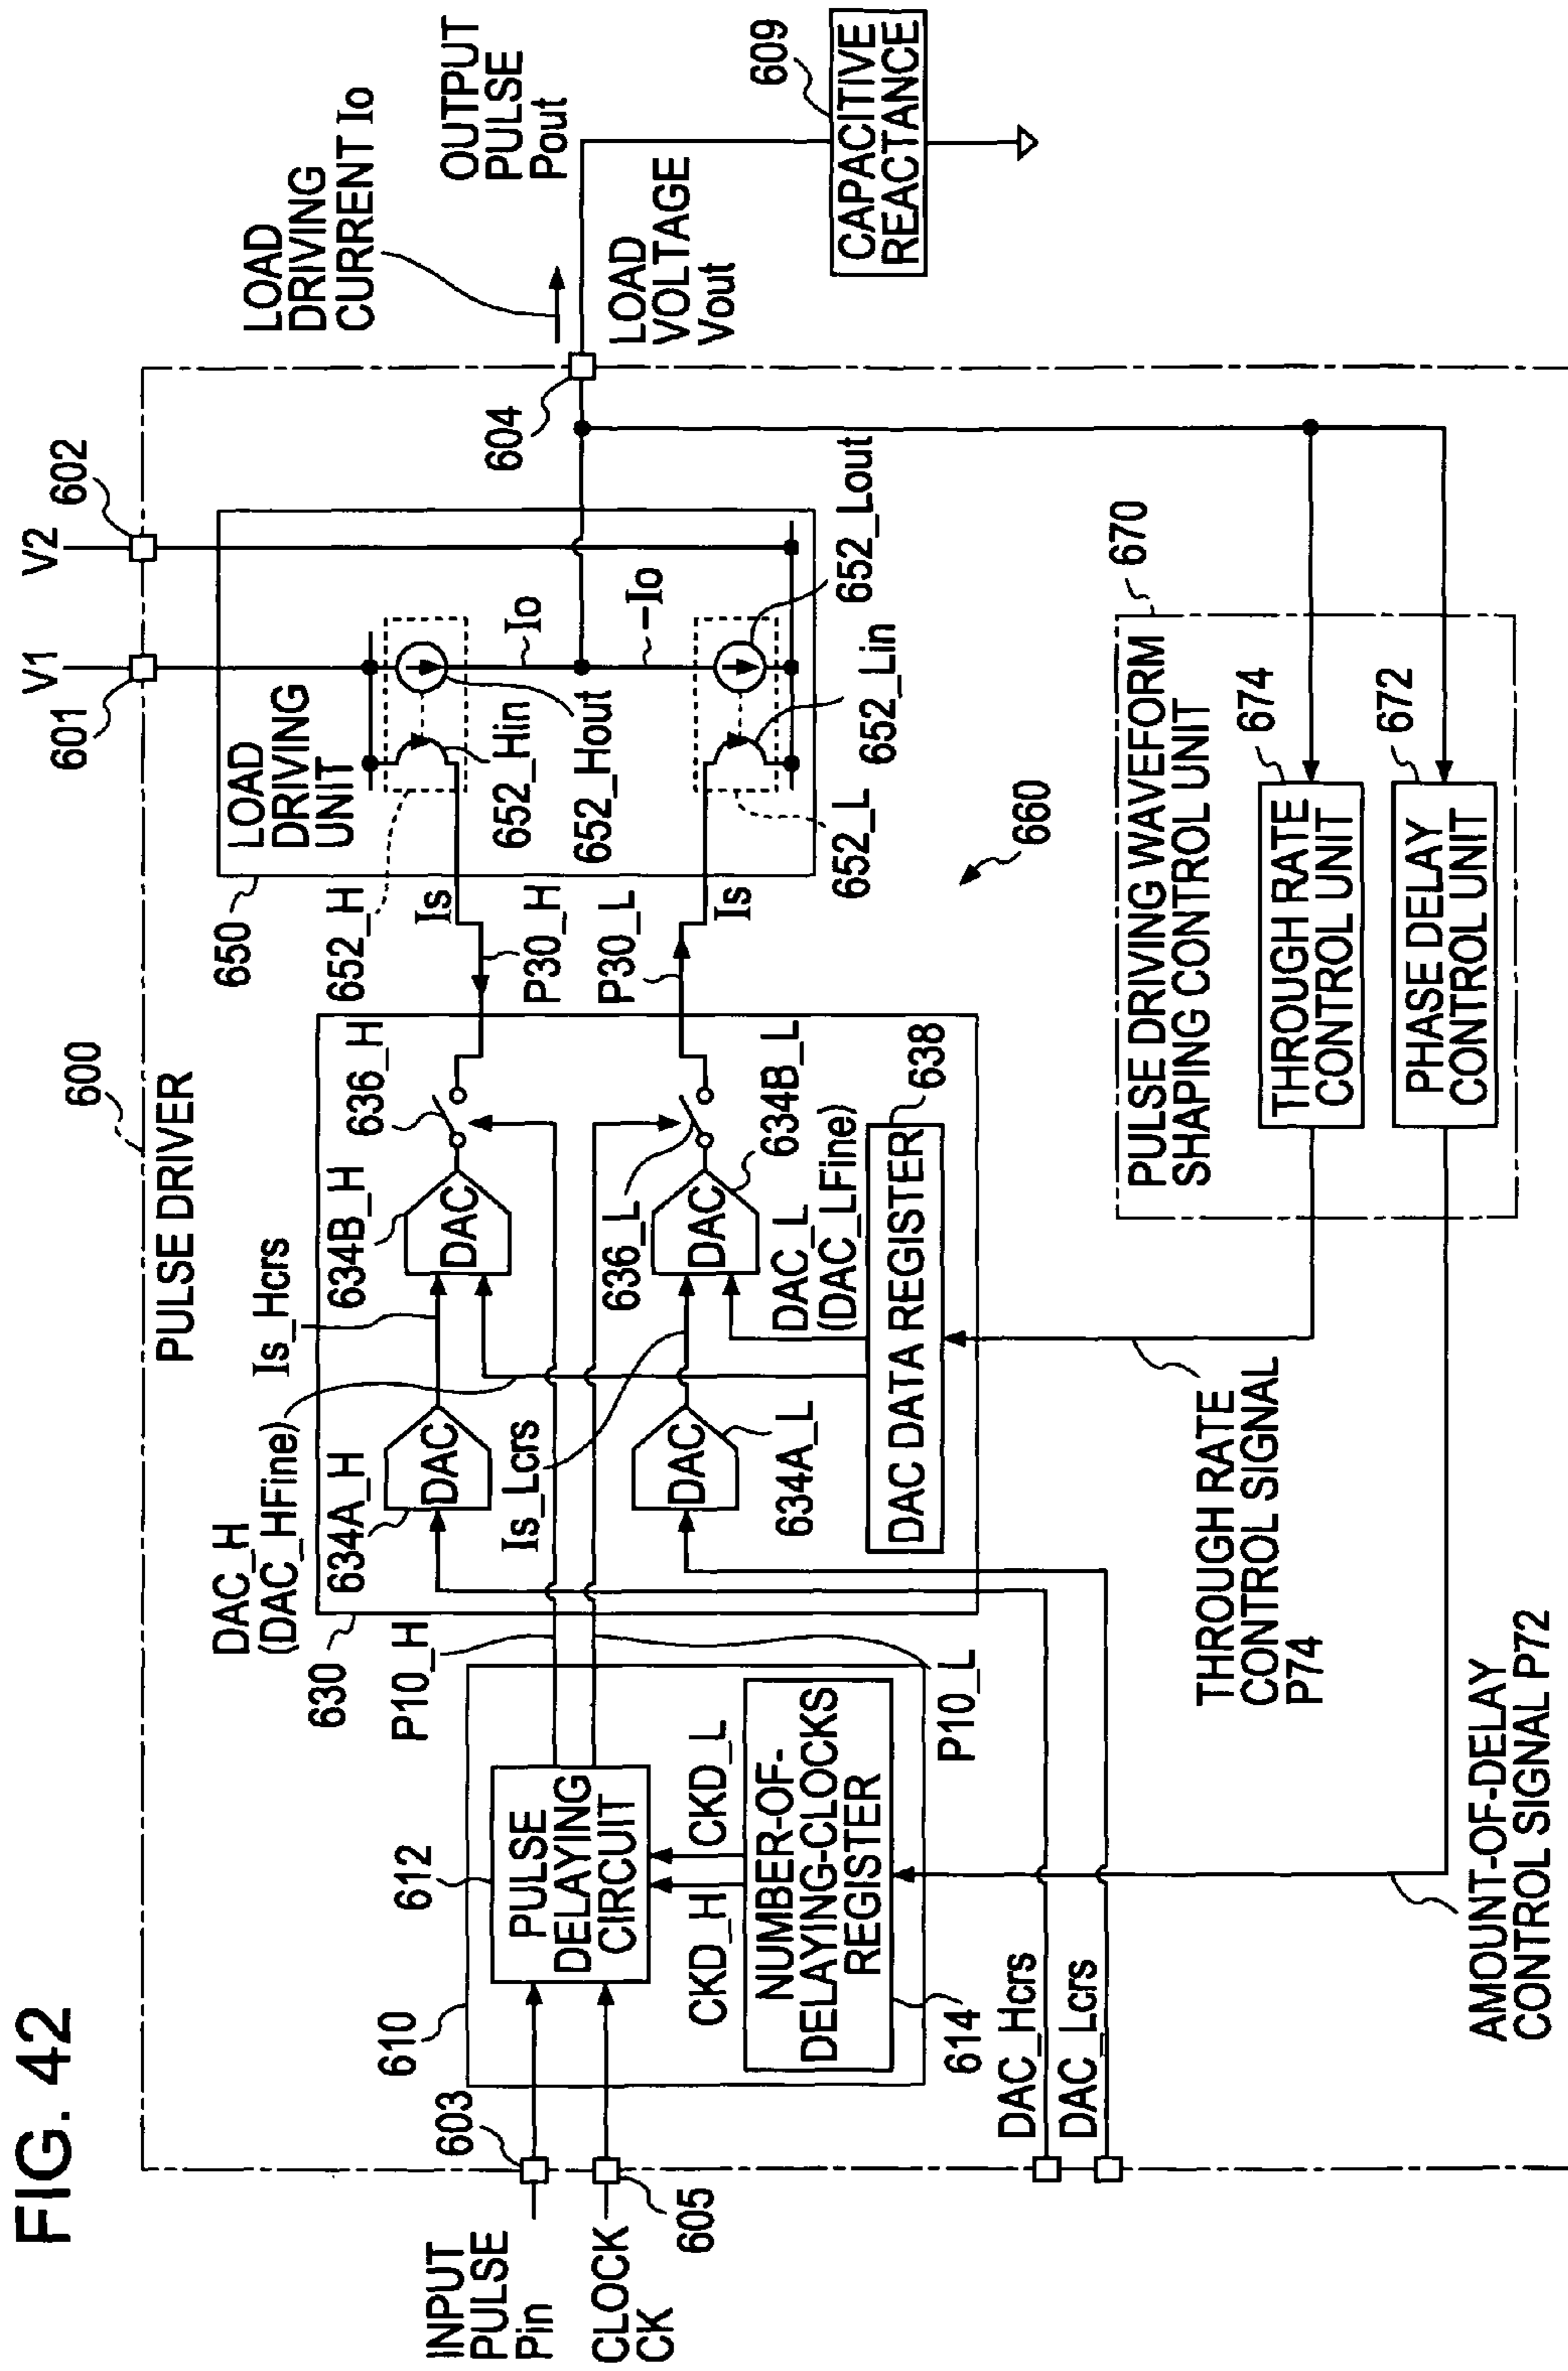 FIG. 42
600
PULSE DRIVER
V1
601
V2
602
INPUT
PULSE
Pin
603
CLOCK
CK
605
610
612
PULSE
DELAYING
CIRCUIT
CKD_H
CKD_L
NUMBER-OF-
DELAYING-CLOCKS
REGISTER
614
P10_H
P10_L
630
DAC_H
(DAC_HFine)
634A_H
DAC
Is_Hcrs
634B_H
DAC
636_H
Is_Lcrs
DAC
634A_L
636_L
DAC
634B_L
DAC_L
(DAC_LFine)
DAC DATA REGISTER
638
DAC_Hcrs
DAC_Lcrs
650
LOAD
DRIVING
UNIT
652_H
Is
P30_H
P30_L
Is
652_Hin
652_Hout
Io
-Io
652_L
652_Lin
652_Lout
604
LOAD
DRIVING
CURRENT Io
OUTPUT
PULSE
Pout
LOAD
VOLTAGE
Vout
609
CAPACITIVE
REACTANCE
660
670
PULSE DRIVING WAVEFORM
SHAPING CONTROL UNIT
674
THROUGH RATE
CONTROL UNIT
672
PHASE DELAY
CONTROL UNIT
THROUGH RATE
CONTROL SIGNAL
P74
AMOUNT-OF-DELAY
CONTROL SIGNAL P72